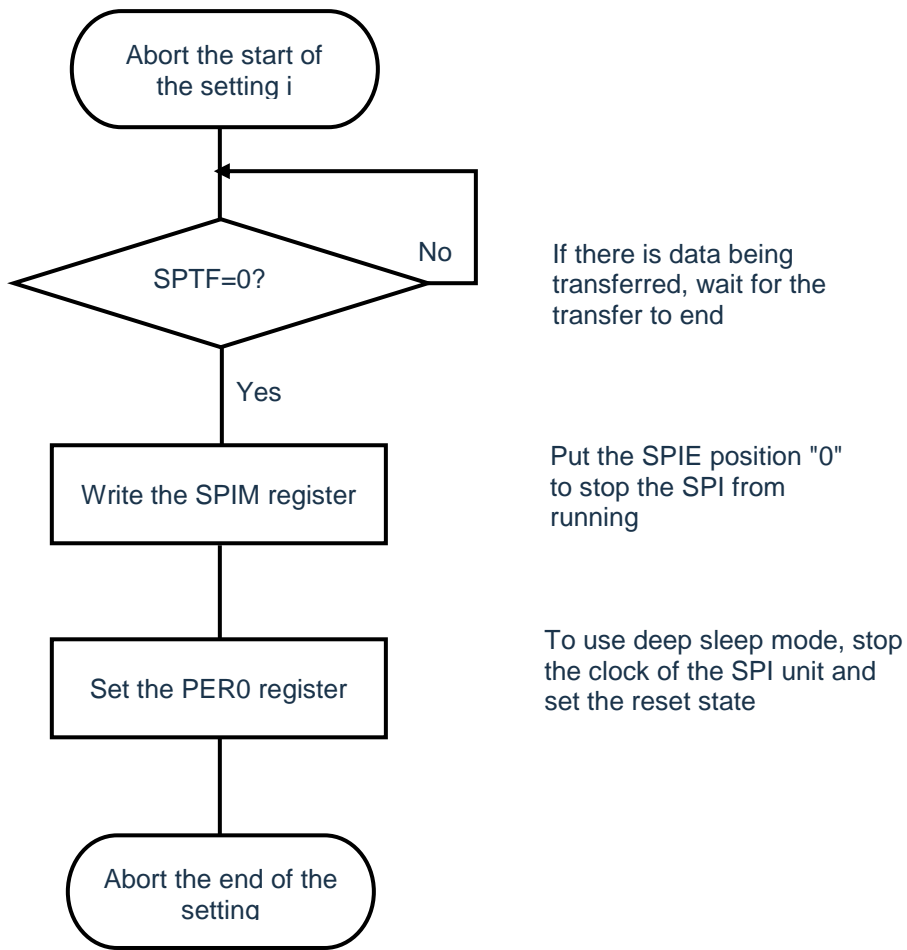 Abort the start of
the setting i
No
SPTF=0?
If there is data being
transferred, wait for the
transfer to end
Yes
Put the SPIE position "0"
to stop the SPI from
running
Write the SPIM register
To use deep sleep mode, stop
the clock of the SPI unit and
set the reset state
Set the PER0 register
Abort the end of the
setting